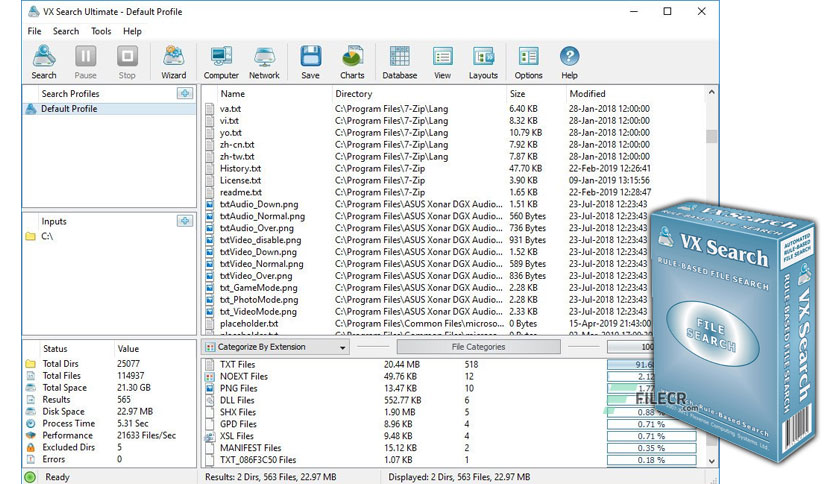 VX Search Ultimate - Default Profile
File Search Tools Help
Search Pause Stop Wizard Computer Network Save Charts Database View Layouts Options Help
Search Profiles
Default Profile
Inputs
C:\
Status Value
Total Dirs 25077
Total Files 114937
Total Space 21.30 GB
Results 565
Disk Space 22.97 MB
Process Time 5.31 Sec
Performance 21633 Files/Sec
Excluded Dirs 5
Errors 0
Name Directory Size Modified
va.txt C:\Program Files\7-Zip\Lang 6.40 KB 28-Jan-2018 12:00:00
vi.txt C:\Program Files\7-Zip\Lang 8.32 KB 28-Jan-2018 12:00:00
yo.txt C:\Program Files\7-Zip\Lang 10.79 KB 28-Jan-2018 12:00:00
zh-cn.txt C:\Program Files\7-Zip\Lang 7.92 KB 28-Jan-2018 12:00:00
zh-tw.txt C:\Program Files\7-Zip\Lang 7.87 KB 28-Jan-2018 12:00:00
History.txt C:\Program Files\7-Zip 47.70 KB 22-Feb-2019 12:26:41
License.txt C:\Program Files\7-Zip 3.90 KB 09-Jan-2019 13:15:56
readme.txt C:\Program Files\7-Zip 1.65 KB 22-Feb-2019 12:28:47
txtAudio_Down.png C:\Program Files\ASUS Xonar DGX Audio... 1.51 KB 23-Jul-2018 12:23:43
txtAudio_Normal.png C:\Program Files\ASUS Xonar DGX Audio... 560 Bytes 23-Jul-2018 12:23:43
txtAudio_Over.png C:\Program Files\ASUS Xonar DGX Audio... 736 Bytes 23-Jul-2018 12:23:43
txtVideo_disable.png C:\Program Files\ASUS Xonar DGX Audio... 931 Bytes 23-Jul-2018 12:23:43
txtVideo_Down.png C:\Program Files\ASUS Xonar DGX Audio... 1.52 KB 23-Jul-2018 12:23:43
txtVideo_Normal.png C:\Program Files\ASUS Xonar DGX Audio... 589 Bytes 23-Jul-2018 12:23:43
txtVideo_Over.png C:\Program Files\ASUS Xonar DGX Audio... 836 Bytes 23-Jul-2018 12:23:43
txt_GameMode.png C:\Program Files\ASUS Xonar DGX Audio... 2.28 KB 23-Jul-2018 12:23:43
txt_PhotoMode.png C:\Program Files\ASUS Xonar DGX Audio... 2.28 KB 23-Jul-2018 12:23:43
txt_VideoMode.png C:\Program Files\ASUS Xonar DGX Audio... 2.33 KB 23-Jul-2018 12:23:43
placeholder.txt C:\Program Files\Common Files\microso... 0 Bytes 15-Apr-2019 21:43:00
Categorize By Extension File Categories 100
TXT Files 20.44 MB 518 91.68
NOEXT Files 49.76 KB 12 2.12
PNG Files 13.47 KB 10 1.77
DLL Files 552.77 KB 6
SHX Files 1.90 MB 5 0.88 %
GPD Files 8.96 KB 4 0.71 %
XSL Files 9.48 KB 4 0.71 %
MANIFEST Files 15.12 KB 2 0.35 %
TXT_086F3C50 Files 1.07 KB 1 0.18 %
Ready Results: 2 Dirs, 563 Files, 22.97 MB Displayed: 2 Dirs, 563 Files, 22.97 MB
VXSearch
RULE-BASED FILE SEARCH
AUTOMATED
RULE-BASED
FILE SEARCH
VX Search
RULE-BASED FILE SEARCH
FILE
SEARCH
VX Search
RULE-BASED FILE SEARCH
FILECR
.com